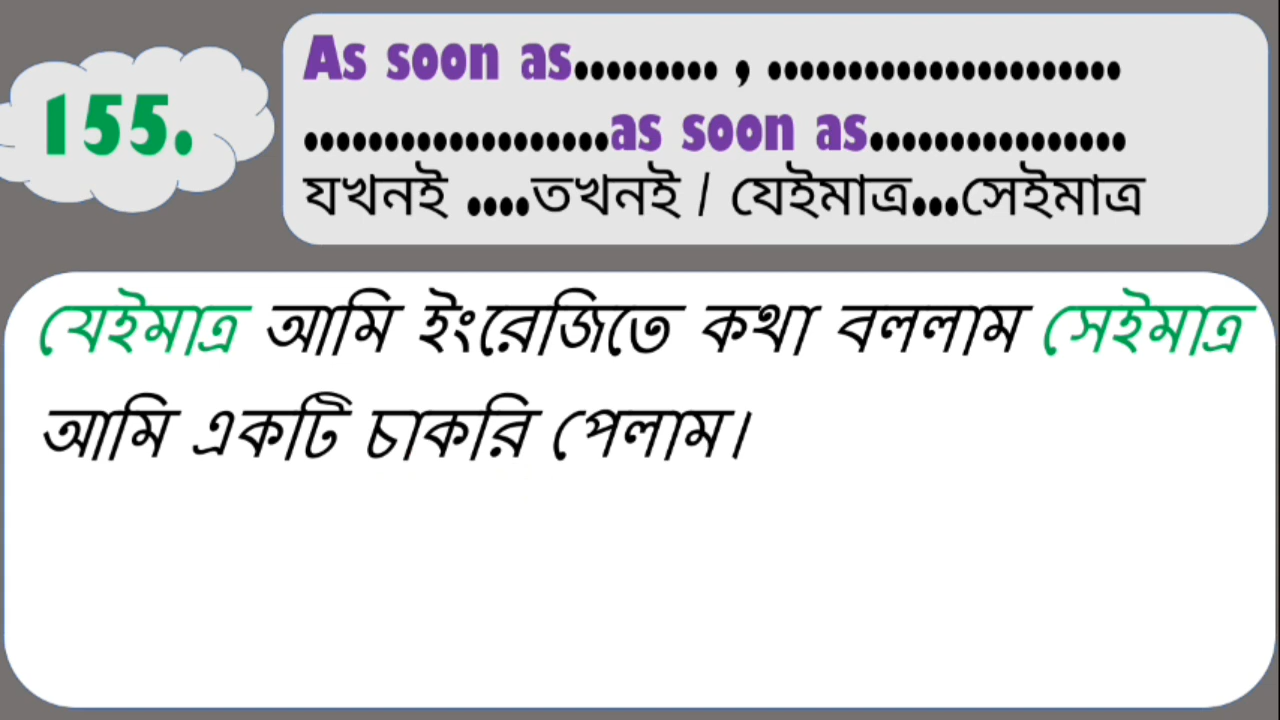 155.
As soon as......... , ......................
...................as soon as................
যখনই ....তখনই / যেইমাত্র...সেইমাত্র
যেইমাত্র আমি ইংরেজিতে কথা বললাম সেইমাত্র
আমি একটি চাকরি পেলাম।